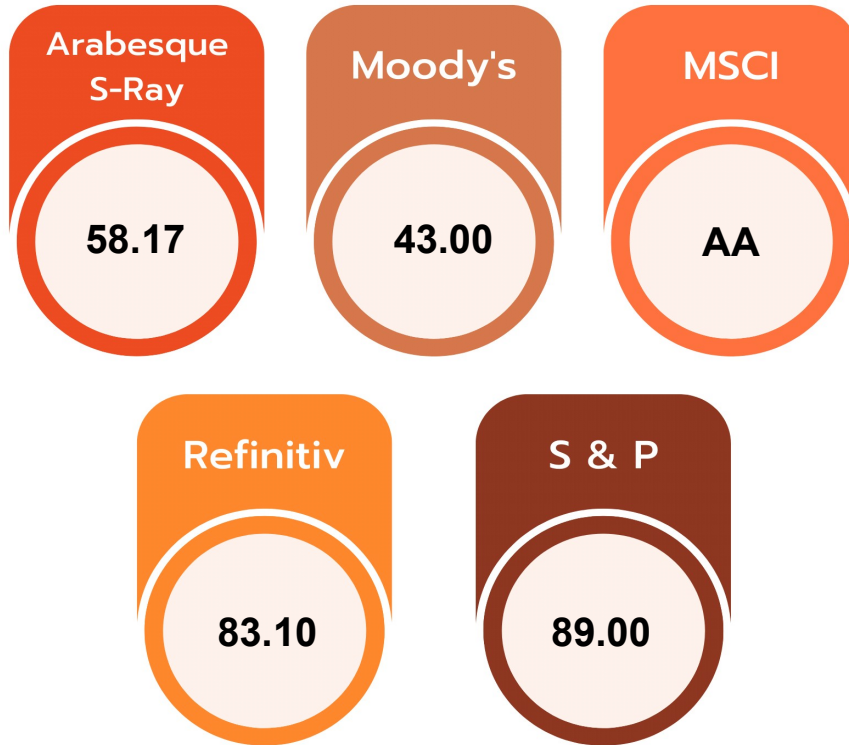 Arabesque
S-Ray
58.17
Moody's
43.00
MSCI
AA
Refinitiv
83.10
S & P
89.00